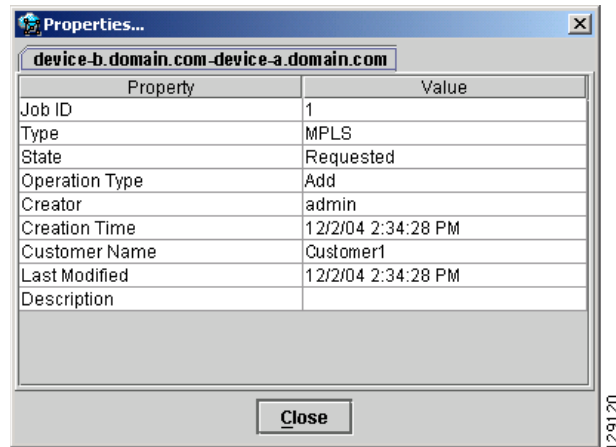 Properties...
device-b.domain.com-device-a.domain.com
Property Value
Job ID 1
Type MPLS
State Requested
Operation Type Add
Creator admin
Creation Time 12/2/04 2:34:28 PM
Customer Name Customer1
Last Modified 12/2/04 2:34:28 PM
Description
Close